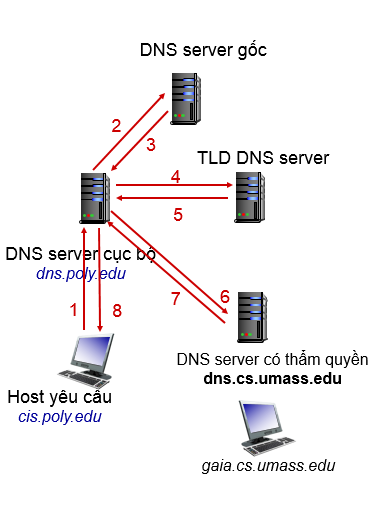 DNS server gốc
2
3
TLD DNS server
4
5
DNS server cục bộ
dns.poly.edu
6
7
1
8
DNS server có thẩm quyền
dns.cs.umass.edu
Host yêu cầu
cis.poly.edu
gaia.cs.umass.edu